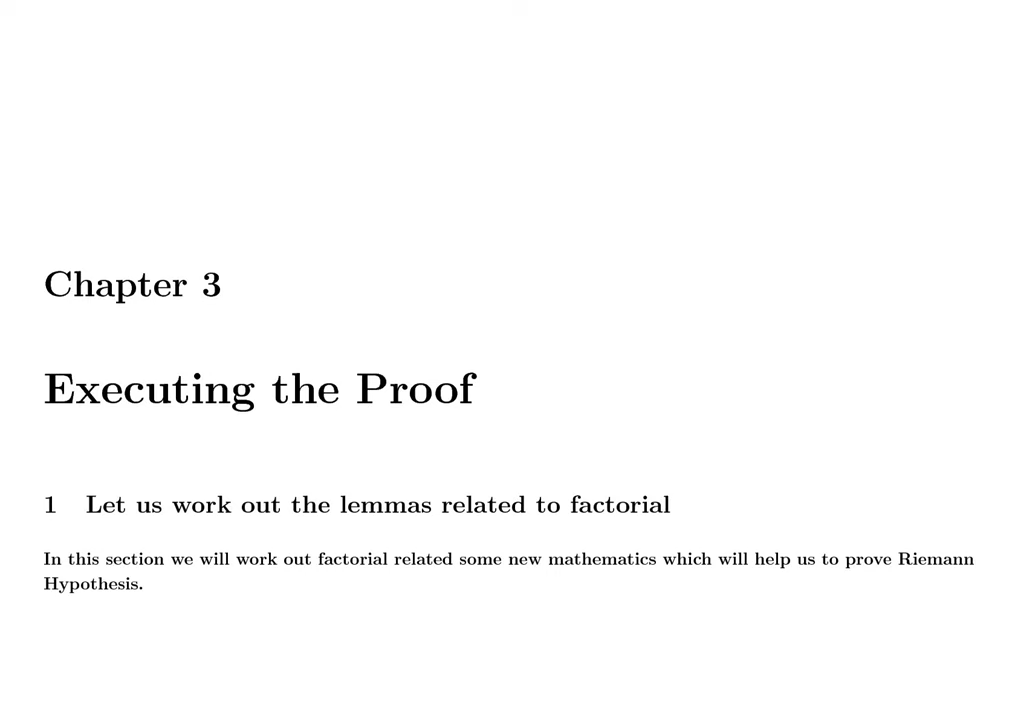 Chapter 3
Executing the Proof
1 Let us work out the lemmas related to factorial
In this section we will work out factorial related some new mathematics which will help us to prove Riemann
Hypothesis.